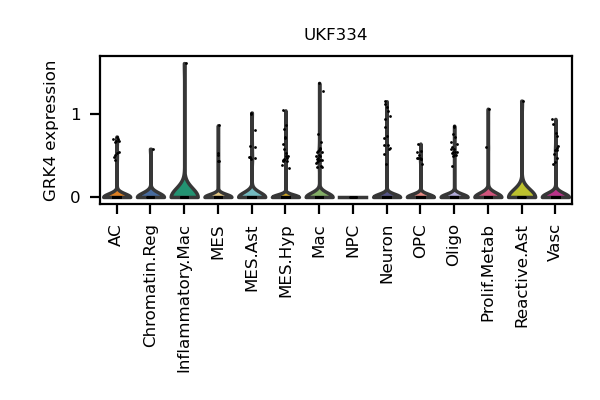 UKF334
GRK4 expression
1
0
AC
Chromatin.Reg
Inflammatory.Mac
MES
MES.Ast
MES.Hyp
Mac
NPC
Neuron
OPC
Oligo
Prolif.Metab
Reactive.Ast
Vasc